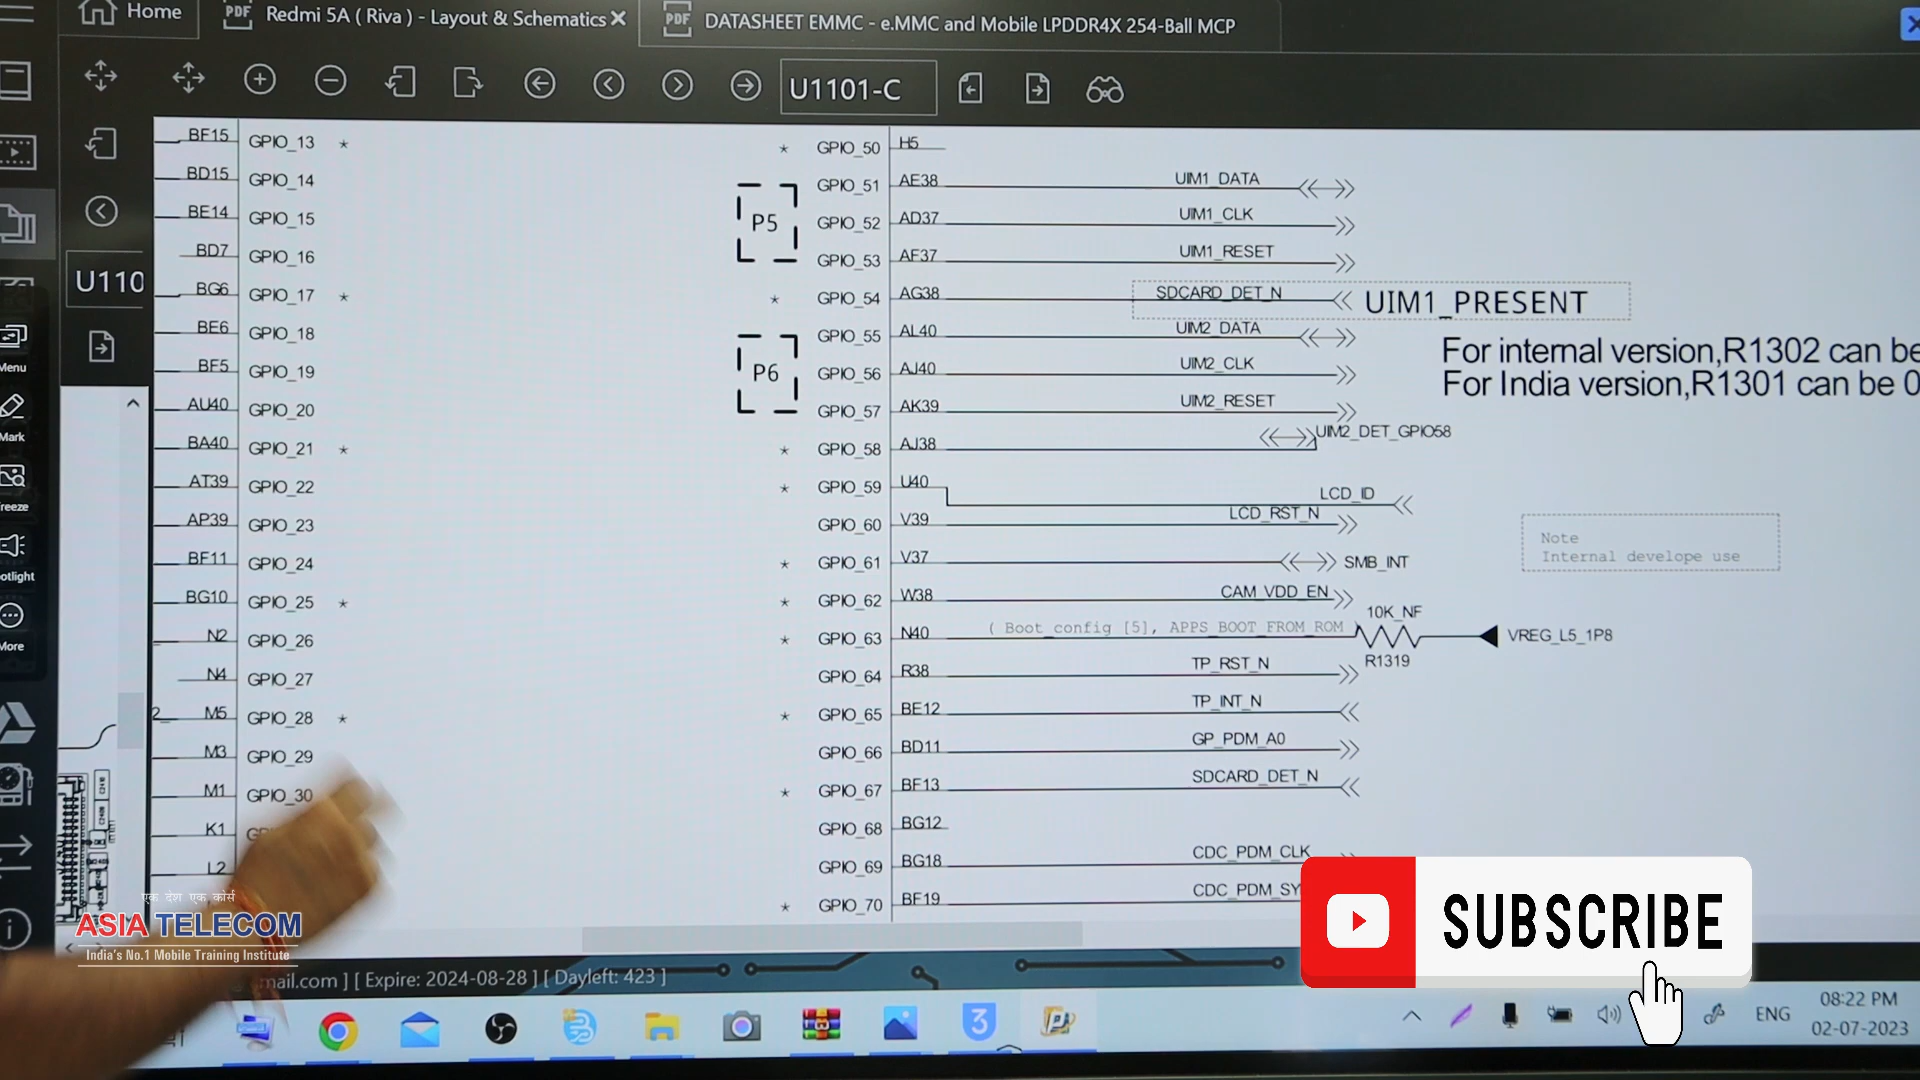 Home
Redmi 5A ( Riva ) - Layout & Schematics
DATASHEET EMMC - e.MMC and Mobile LPDDR4X 254-Ball MCP
U1101-C
U110
Menu
Mark
reeze
otlight
More
BF15 GPIO_13 *
BD15 GPIO_14
BE14 GPIO_15
BD7 GPIO_16
BG6 GPIO_17 *
BE6 GPIO_18
BF5 GPIO_19
AU40 GPIO_20
BA40 GPIO_21 *
AT39 GPIO_22
AP39 GPIO_23
BF11 GPIO_24
BG10 GPIO_25 *
N2 GPIO_26
N4 GPIO_27
M5 GPIO_28 *
M3 GPIO_29
M1 GPIO_30
K1
L2
P5
P6
* GPIO_50 H5
GPIO_51 AE38 UIM1_DATA
GPIO_52 AD37 UIM1_CLK
GPIO_53 AF37 UIM1_RESET
* GPIO_54 AG38 SDCARD_DET_N UIM1_PRESENT
GPIO_55 AL40 UIM2_DATA
GPIO_56 AJ40 UIM2_CLK
GPIO_57 AK39 UIM2_RESET
* GPIO_58 AJ38 UIM2_DET_GPIO58
* GPIO_59 U40 LCD_ID
GPIO_60 V39 LCD_RST_N
* GPIO_61 V37 SMB_INT
* GPIO_62 W38 CAM_VDD_EN
* GPIO_63 N40 ( Boot_config [5], APPS_BOOT_FROM_ROM ) 10K_NF R1319 VREG_L5_1P8
GPIO_64 R38 TP_RST_N
* GPIO_65 BE12 TP_INT_N
GPIO_66 BD11 GP_PDM_A0
* GPIO_67 BF13 SDCARD_DET_N
GPIO_68 BG12
GPIO_69 BG18 CDC_PDM_CLK
* GPIO_70 BF19 CDC_PDM_SY
For internal version,R1302 can be
For India version,R1301 can be 0
Note
Internal develope use
एक देश एक कोर्स
ASIA TELECOM
India's No.1 Mobile Training Institute
mail.com ] [ Expire: 2024-08-28 ] [ Dayleft: 423 ]
SUBSCRIBE
ENG
08:22 PM
02-07-2023